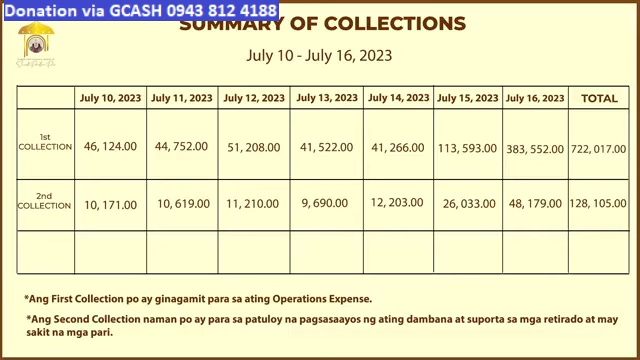 Donation via GCASH 0943 812 4188
SUMMARY OF COLLECTIONS
July 10 - July 16, 2023
July 10, 2023 July 11, 2023 July 12, 2023 July 13, 2023 July 14, 2023 July 15, 2023 July 16, 2023 TOTAL
1st
COLLECTION 46, 124.00 44, 752.00 51, 208.00 41, 522.00 41, 266.00 113, 593.00 383, 552.00 722, 017.00
2nd
COLLECTION 10, 171.00 10, 619.00 11, 210.00 9, 690.00 12, 203.00 26, 033.00 48, 179.00 128, 105.00
*Ang First Collection po ay ginagamit para sa ating Operations Expense.
*Ang Second Collection naman po ay para sa patuloy na pagsasaayos ng ating dambana at suporta sa mga retirado at may
sakit na mga pari.